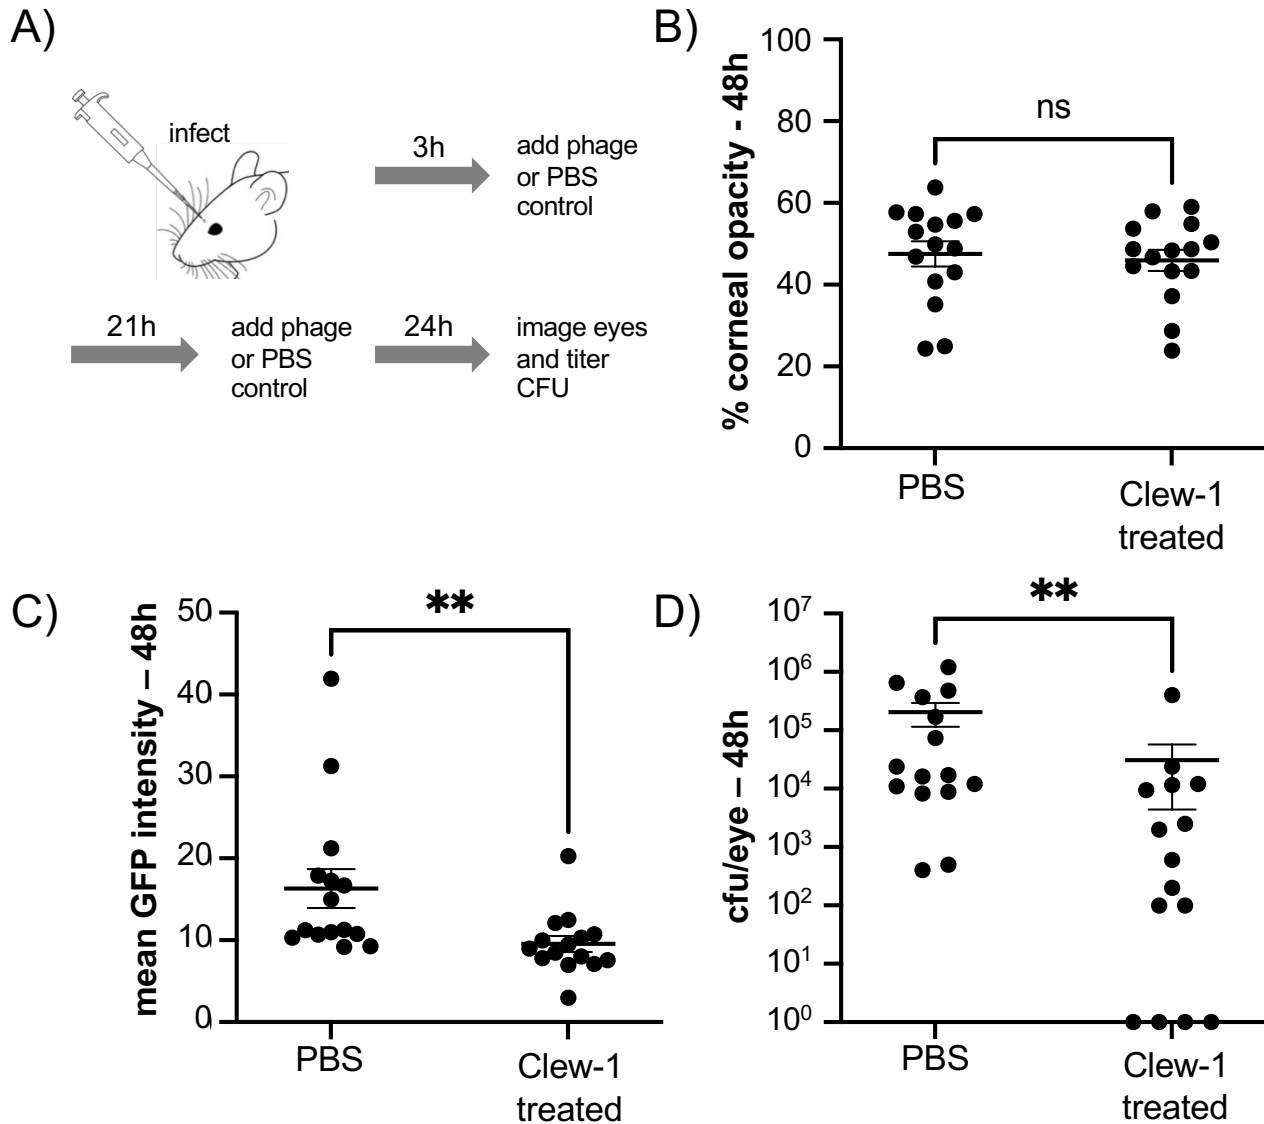 A)
infect
3h
add phage
or PBS
control
21h
add phage
or PBS
control
24h
image eyes
and titer
CFU
B)
% corneal opacity - 48h
100
80
60
40
20
0
ns
PBS
Clew-1
treated
C)
mean GFP intensity – 48h
50
40
30
20
10
0
**
PBS
Clew-1
treated
D)
cfu/eye – 48h
10⁷
10⁶
10⁵
10⁴
10³
10²
10¹
10⁰
**
PBS
Clew-1
treated